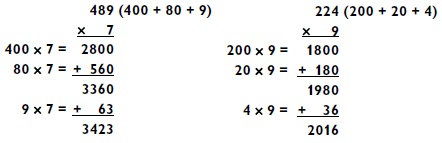 489 (400 + 80 + 9)
× 7
400 × 7 = 2800
80 × 7 = + 560
3360
9 × 7 = + 63
3423
224 (200 + 20 + 4)
× 9
200 × 9 = 1800
20 × 9 = + 180
1980
4 × 9 = + 36
2016